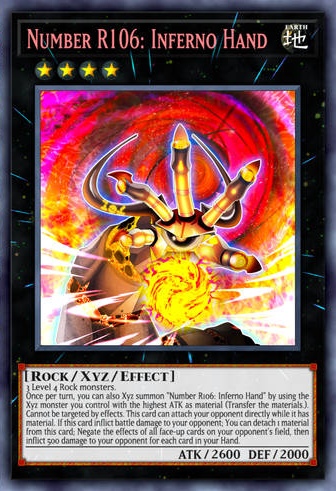 NUMBER R106: INFERNO HAND
EARTH
地
[ROCK/XYZ/EFFECT]
3 Level 4 Rock monsters.
Once per turn, you can also Xyz summon "Number R106: Inferno Hand" by using the
Xyz monster you control with the highest ATK as material (Transfer the materials.).
Cannot be targeted by effects. This card can attack your opponent directly while it has
material. If this card inflict battle damage to your opponent; You can detach 1 material
from this card; Negate the effects of all face-up cards on your opponent's field, then
inflict 500 damage to your opponent for each card in your Hand.
ATK/2600 DEF/2000